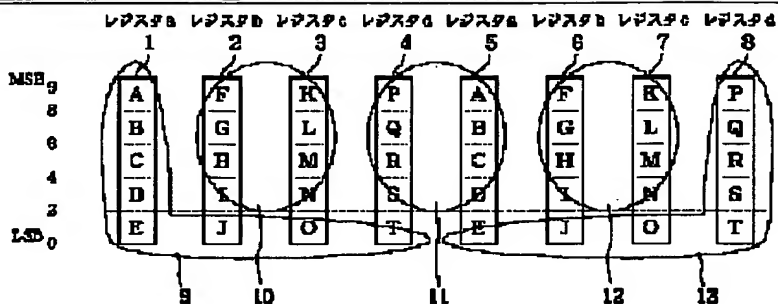 レジスタa レジスタb レジスタc レジスタd レジスタa レジスタb レジスタc レジスタd
1 2 3 4 5 6 7 8
MSB 9 A F K P A F K P
8
B G L Q B G L Q
6
C H M R C H M R
4
D I N S D I N S
2
LSB 0 E J O T E J O T
9 10 11 12 13